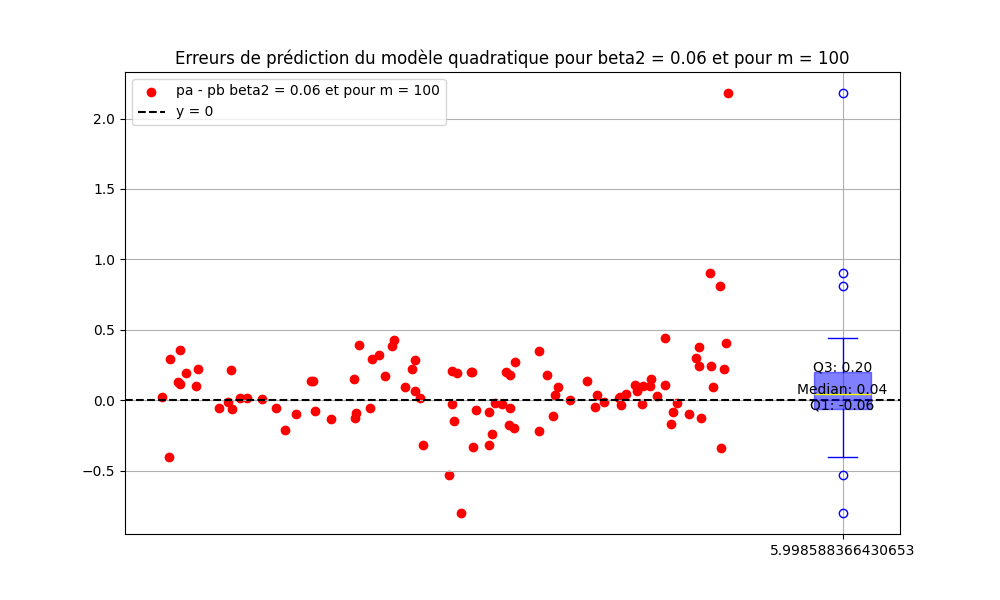 Erreurs de prédiction du modèle quadratique pour beta2 = 0.06 et pour m = 100
pa - pb beta2 = 0.06 et pour m = 100
y = 0
2.0
1.5
1.0
0.5
0.0
−0.5
Q3: 0.20
Median: 0.04
Q1: -0.06
5.998588366430653